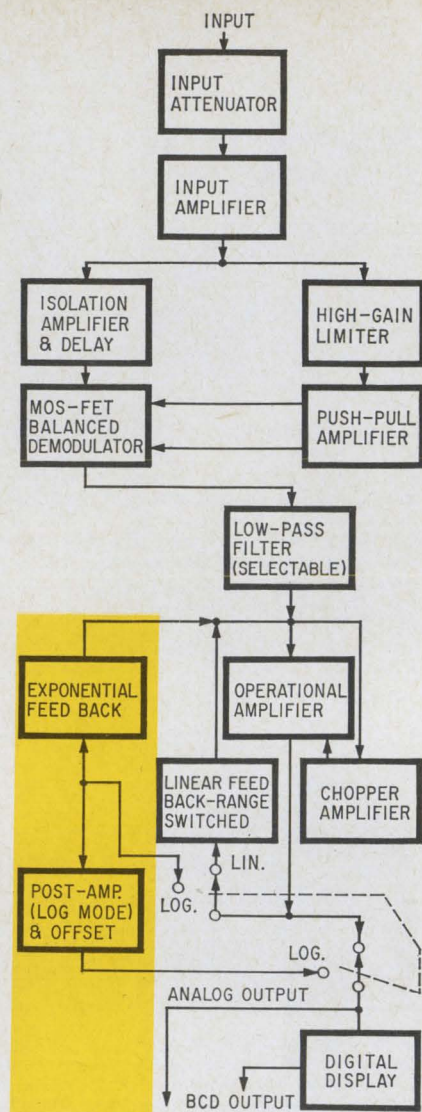 INPUT
INPUT
ATTENUATOR
INPUT
AMPLIFIER
ISOLATION
AMPLIFIER
& DELAY
HIGH-GAIN
LIMITER
MOS-FET
BALANCED
DEMODULATOR
PUSH-PULL
AMPLIFIER
LOW-PASS
FILTER
(SELECTABLE)
EXPONENTIAL
FEED BACK
OPERATIONAL
AMPLIFIER
LINEAR FEED
BACK-RANGE
SWITCHED
CHOPPER
AMPLIFIER
LIN.
LOG.
POST-AMP.
(LOG MODE)
& OFFSET
LOG.
ANALOG OUTPUT
DIGITAL
DISPLAY
BCD OUTPUT